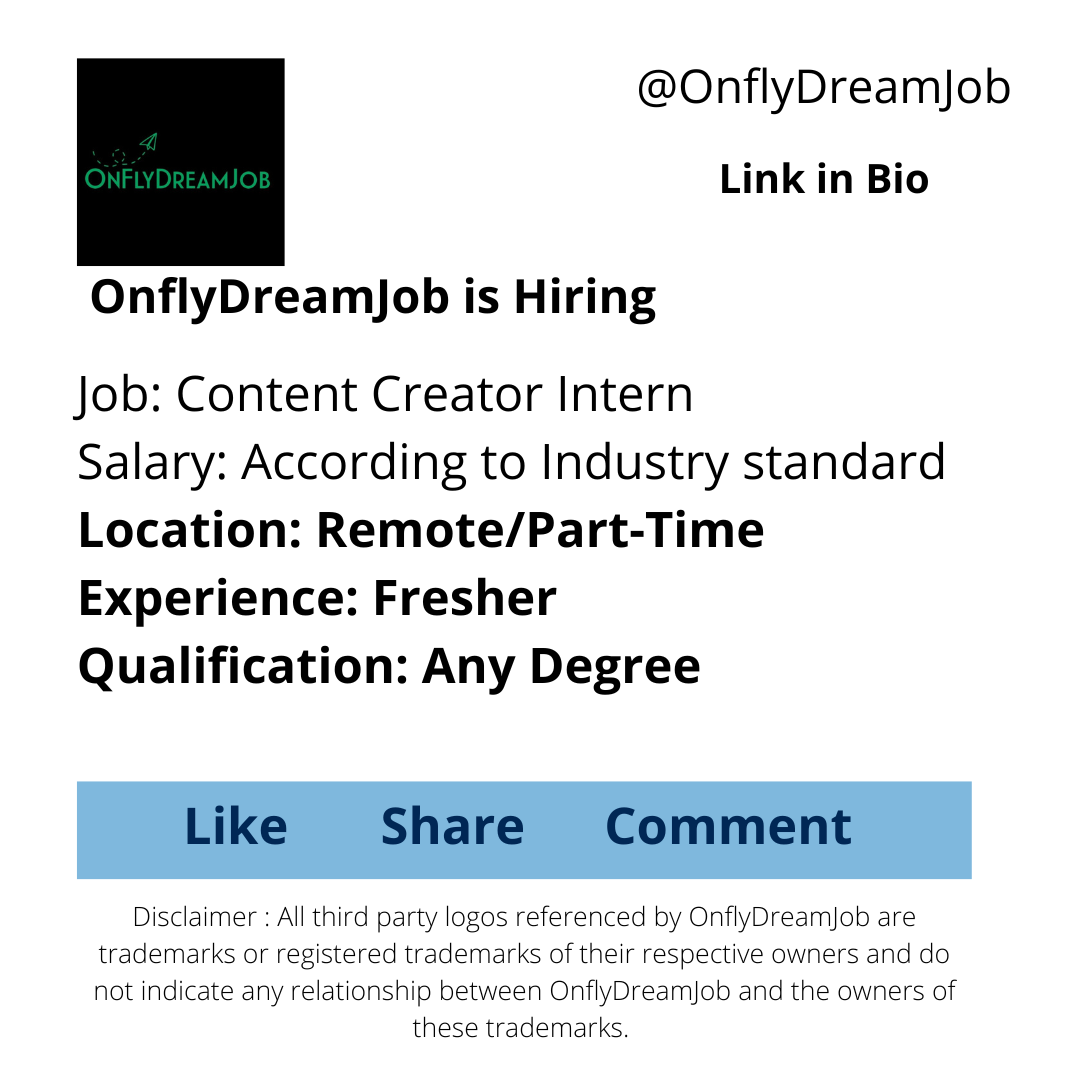 @OnflyDreamJob
OnFlyDreamJob
Link in Bio
OnflyDreamJob is Hiring
Job: Content Creator Intern
Salary: According to Industry standard
Location: Remote/Part-Time
Experience: Fresher
Qualification: Any Degree
Like Share Comment
Disclaimer : All third party logos referenced by OnflyDreamJob are
trademarks or registered trademarks of their respective owners and do
not indicate any relationship between OnflyDreamJob and the owners of
these trademarks.